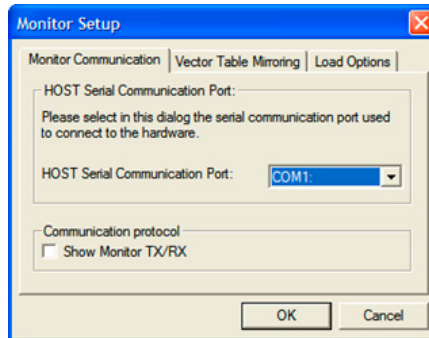 Monitor Setup
Monitor Communication Vector Table Mirroring Load Options
HOST Serial Communication Port:
Please select in this dialog the serial communication port used
to connect to the hardware.
HOST Serial Communication Port: COM1:
Communication protocol
Show Monitor TX/RX
OK Cancel